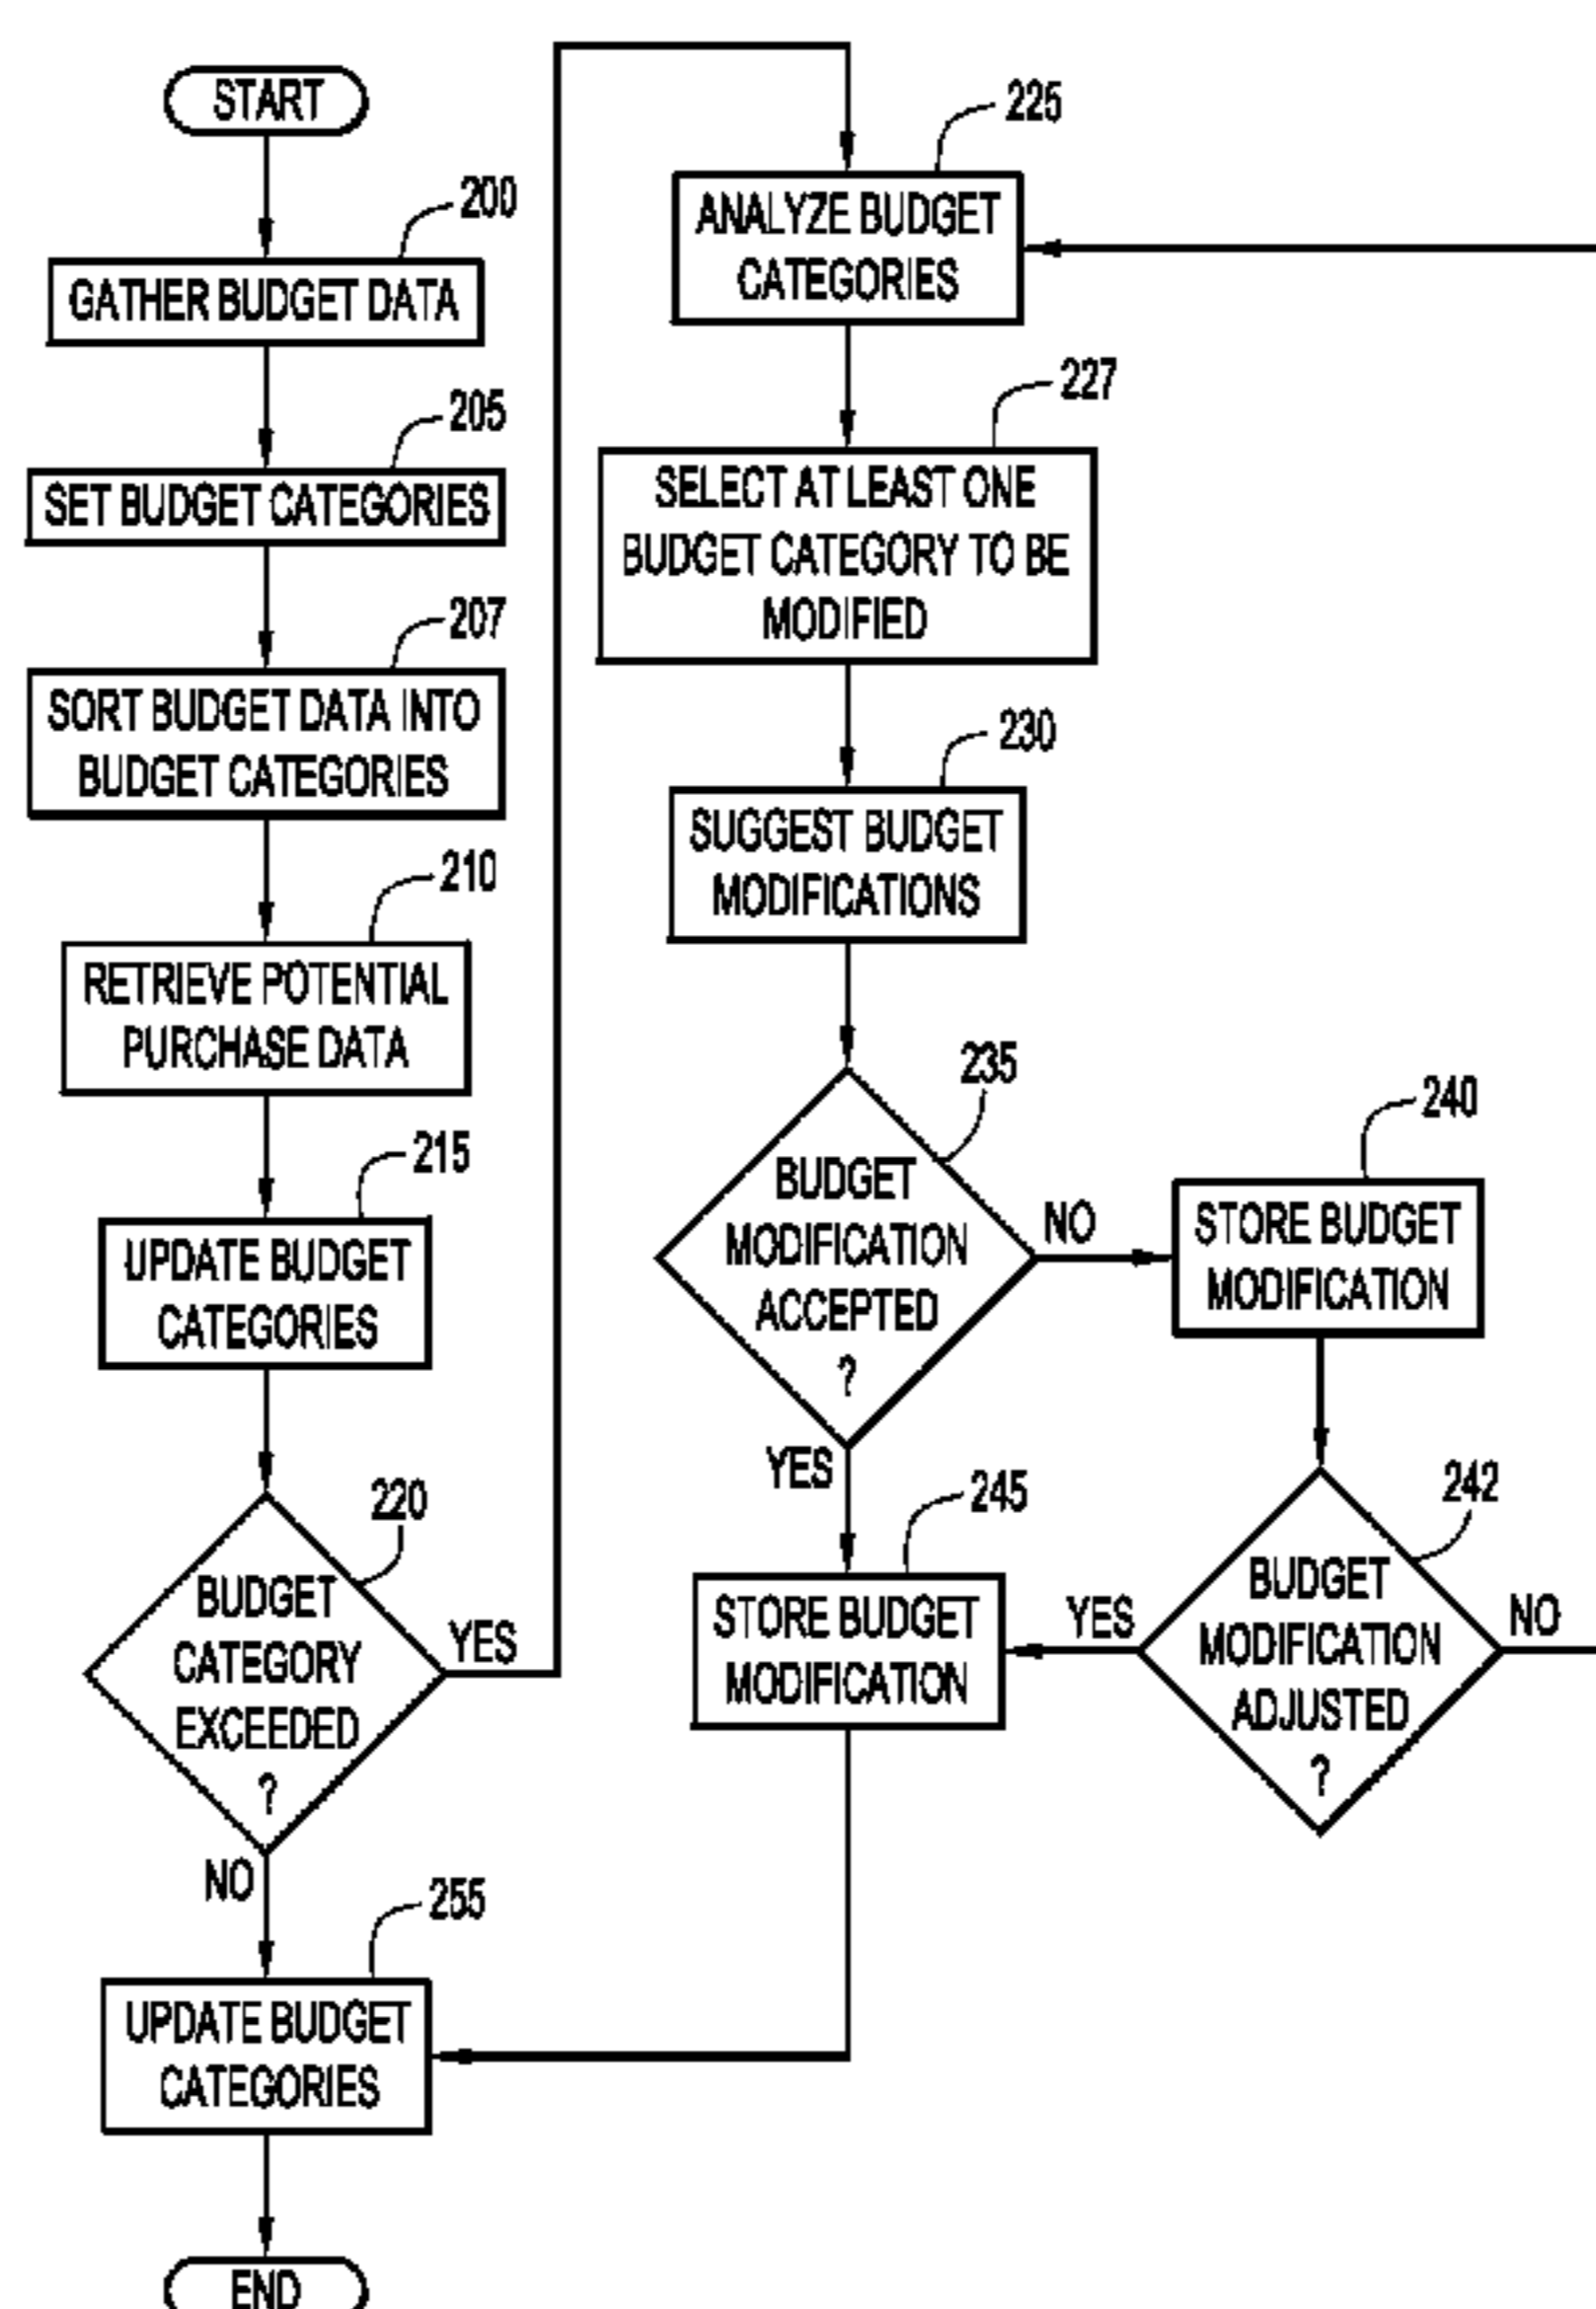 START
200
GATHER BUDGET DATA
205
SET BUDGET CATEGORIES
207
SORT BUDGET DATA INTO
BUDGET CATEGORIES
210
RETRIEVE POTENTIAL
PURCHASE DATA
215
UPDATE BUDGET
CATEGORIES
220
BUDGET
CATEGORY
EXCEEDED
?
YES
NO
255
UPDATE BUDGET
CATEGORIES
END
225
ANALYZE BUDGET
CATEGORIES
227
SELECT AT LEAST ONE
BUDGET CATEGORY TO BE
MODIFIED
230
SUGGEST BUDGET
MODIFICATIONS
235
BUDGET
MODIFICATION
ACCEPTED
?
NO
YES
245
STORE BUDGET
MODIFICATION
240
STORE BUDGET
MODIFICATION
242
BUDGET
MODIFICATION
ADJUSTED
?
YES
NO